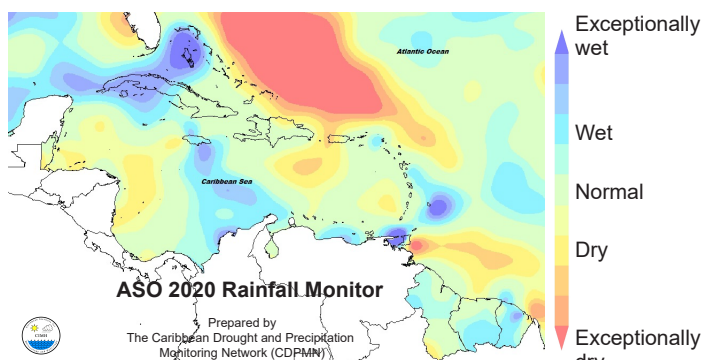 Atlantic Ocean
Caribbean Sea
ASO 2020 Rainfall Monitor
Prepared by
The Caribbean Drought and Precipitation
Monitoring Network (CDPMN)
CIMH
Exceptionally
wet
Wet
Normal
Dry
Exceptionally
dry